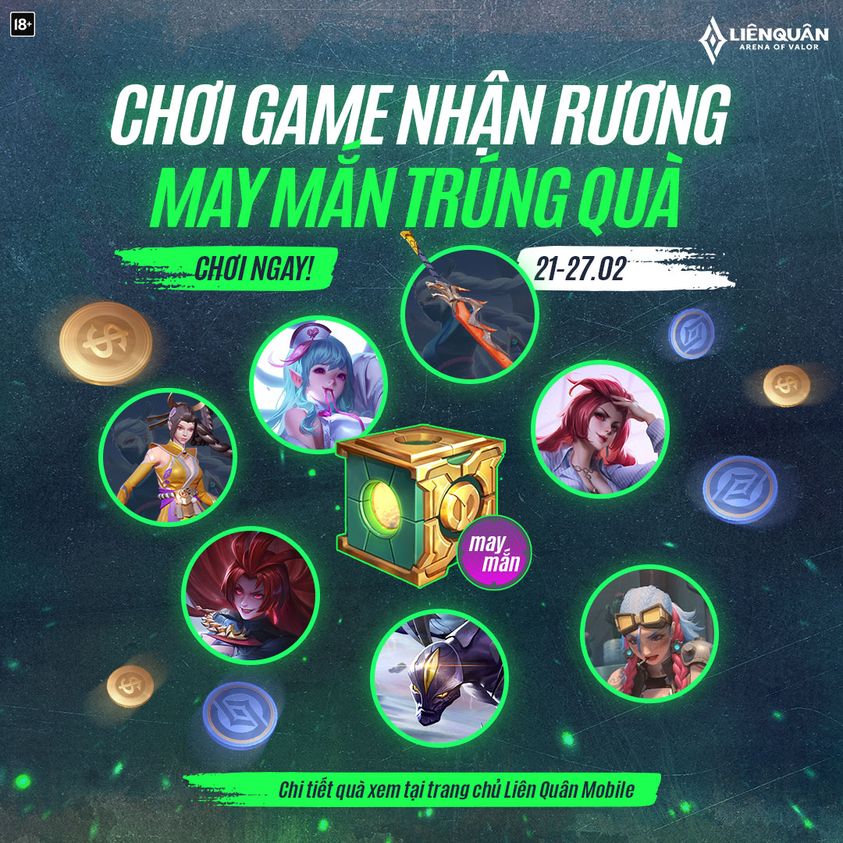 18+
LIÊNQUÂN
ARENA OF VALOR
CHƠI GAME NHẬN RƯƠNG
MAY MẮN TRÚNG QUÀ
CHƠI NGAY!
21-27.02
may
mắn
Chi tiết quà xem tại trang chủ Liên Quân Mobile